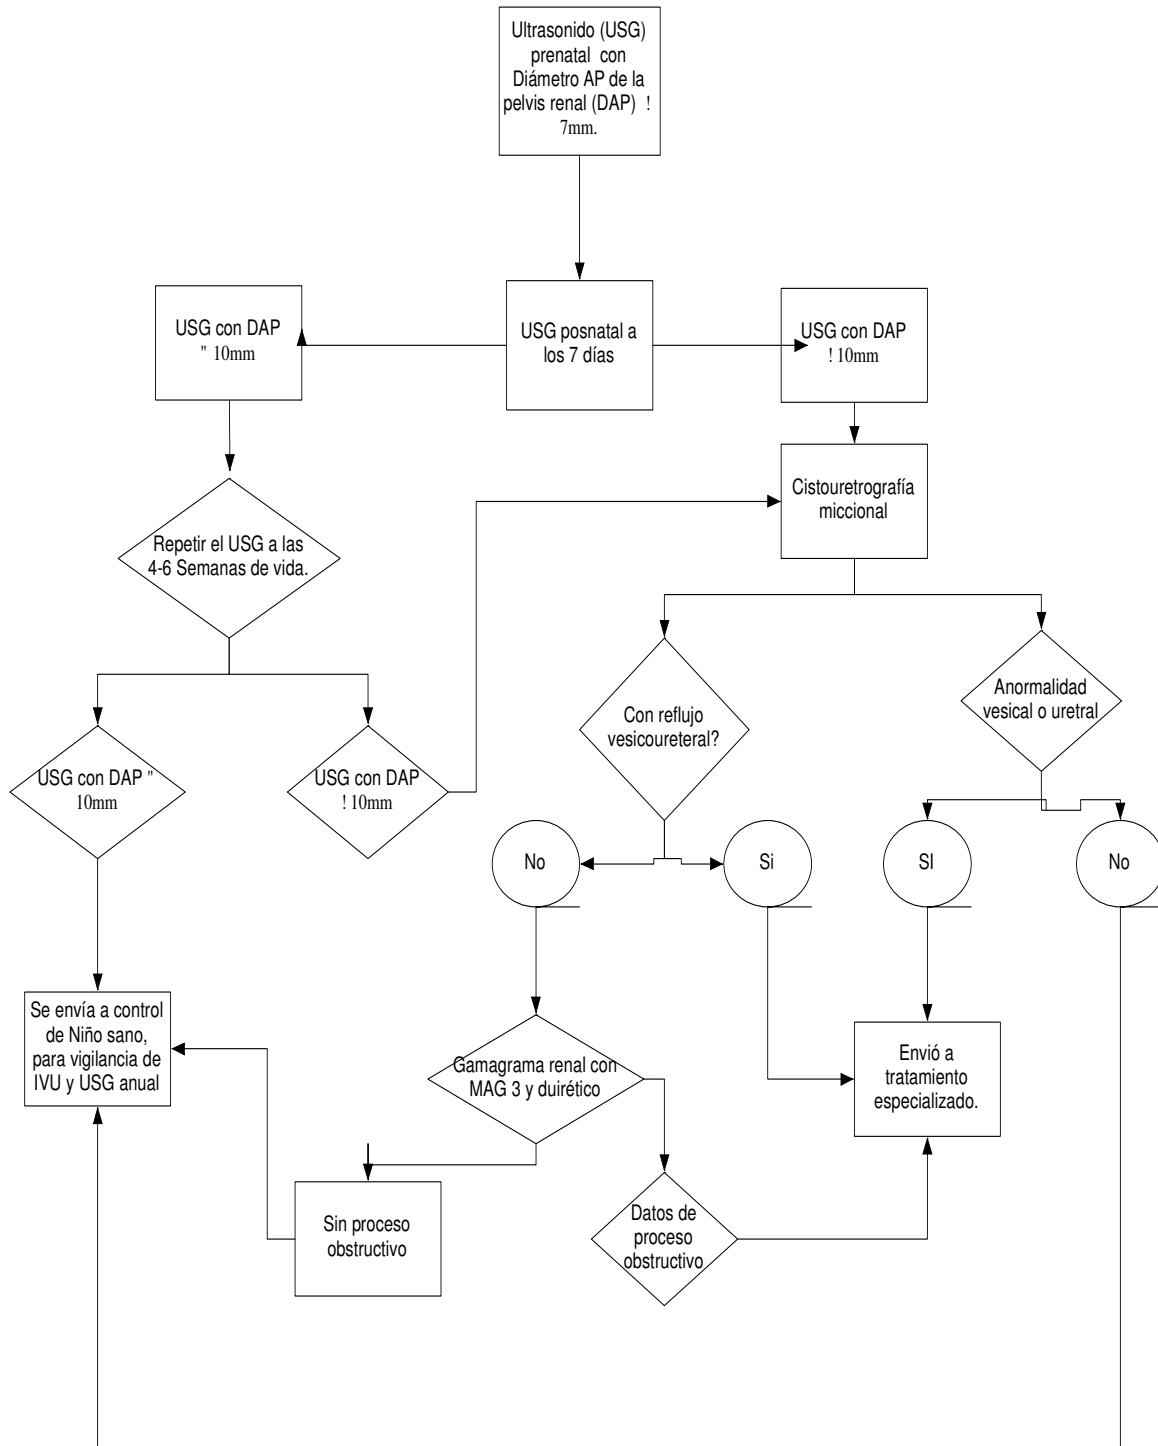 Ultrasonido (USG)
prenatal con
Diámetro AP de la
pelvis renal (DAP) !
7mm.
USG con DAP
" 10mm
USG posnatal a
los 7 días
USG con DAP
! 10mm
Cistouretrografía
miccional
Repetir el USG a las
4-6 Semanas de vida.
Con reflujo
vesicoureteral?
Anormalidad
vesical o uretral
USG con DAP "
10mm
USG con DAP
! 10mm
No
Si
SI
No
Se envía a control
de Niño sano,
para vigilancia de
IVU y USG anual
Gamagrama renal con
MAG 3 y duirético
Envió a
tratamiento
especializado.
Sin proceso
obstructivo
Datos de
proceso
obstructivo